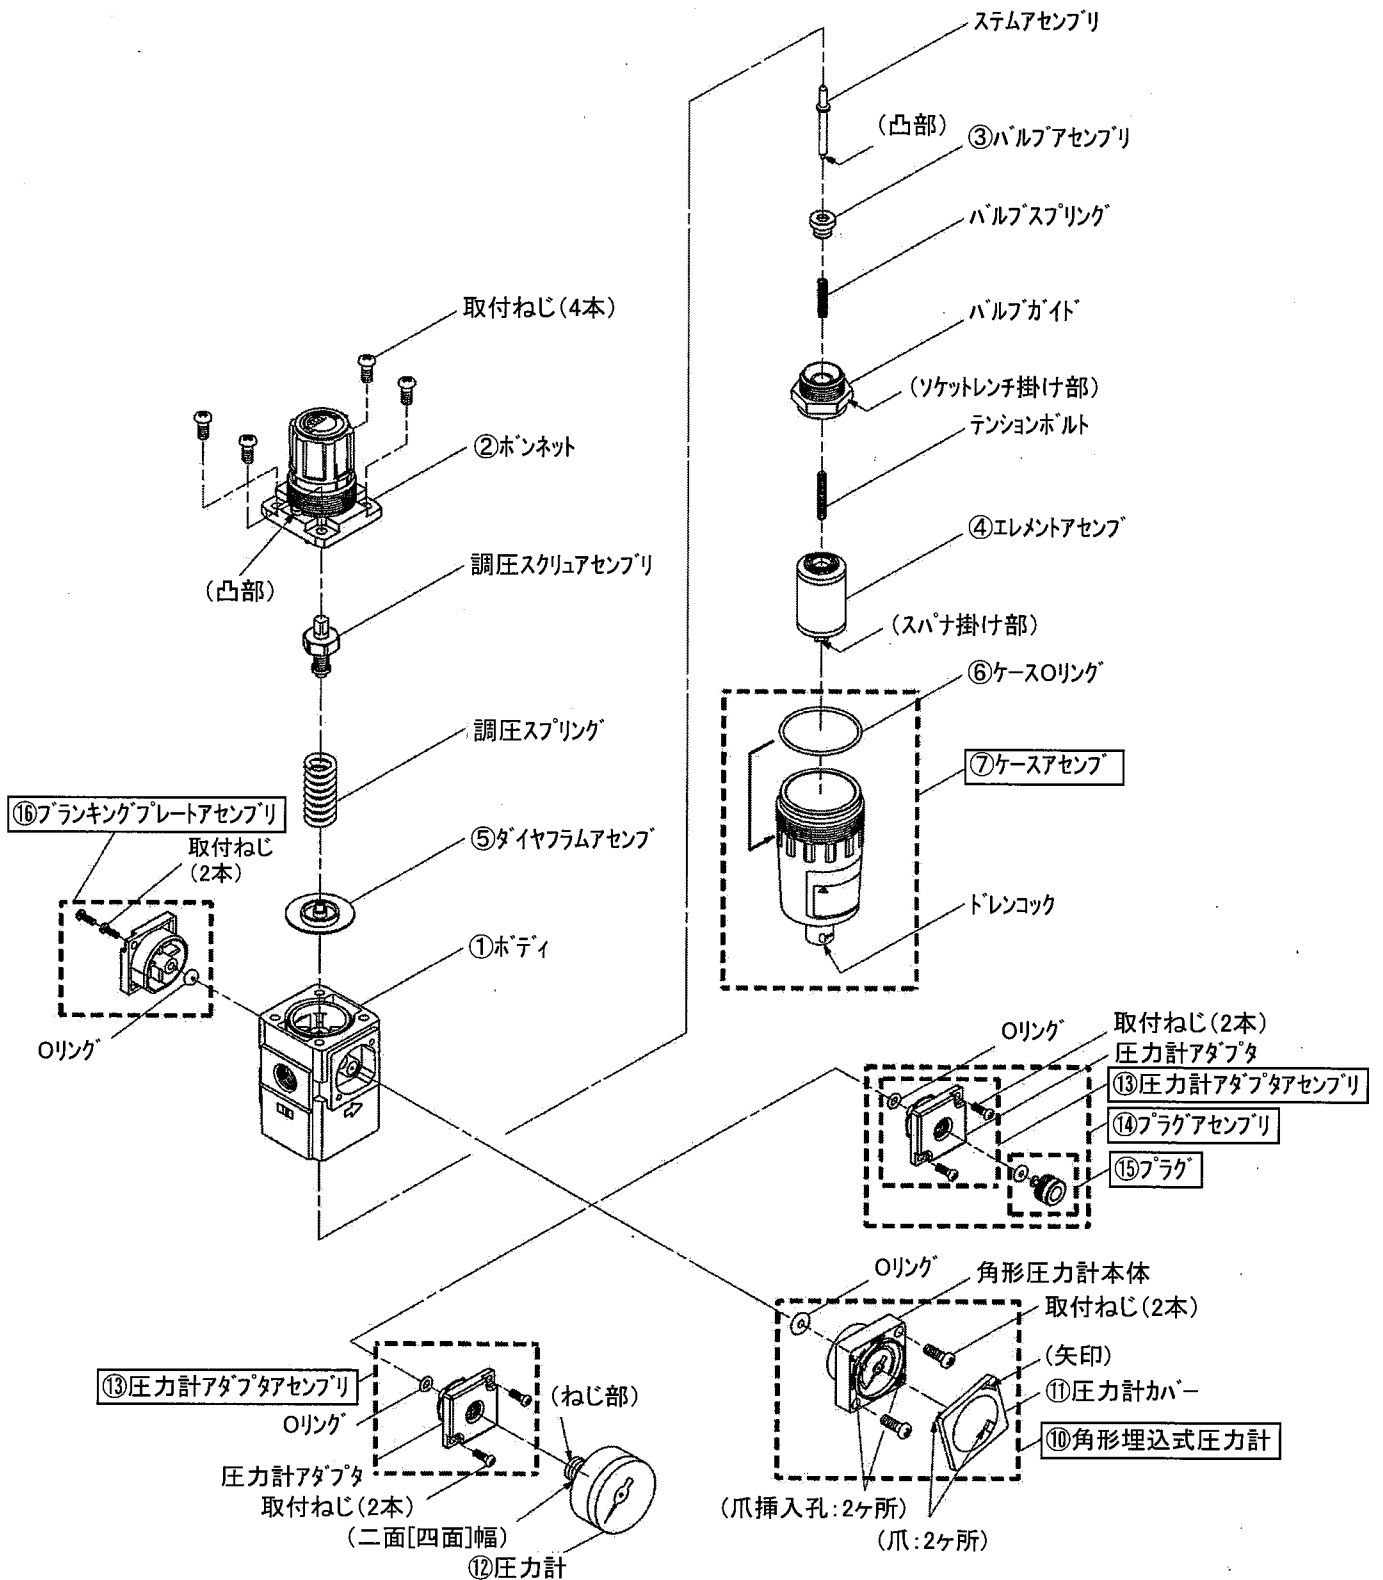 ステムアセンブリ
(凸部)
③バルブアセンブリ
バルブスプリング
取付ねじ(4本)
バルブガイド
(ソケットレンチ掛け部)
テンションボルト
②ボンネット
④エレメントアセンブ
調圧スクリュアセンブリ
(凸部)
(スパナ掛け部)
⑥ケースOリング
調圧スプリング
⑦ケースアセンブ
⑯ブランキングプレートアセンブリ
取付ねじ
(2本)
⑤ダイヤフラムアセンブ
ドレンコック
①ボディ
Oリング
Oリング
取付ねじ(2本)
圧力計アダプタ
⑬圧力計アダプタアセンブリ
⑭プラグアセンブリ
⑮プラグ
Oリング
角形圧力計本体
取付ねじ(2本)
(矢印)
⑪圧力計カバー
⑩角形埋込式圧力計
(爪挿入孔:2ヶ所)
(爪:2ヶ所)
⑬圧力計アダプタアセンブリ
Oリング
(ねじ部)
圧力計アダプタ
取付ねじ(2本)
(二面[四面]幅)
⑫圧力計